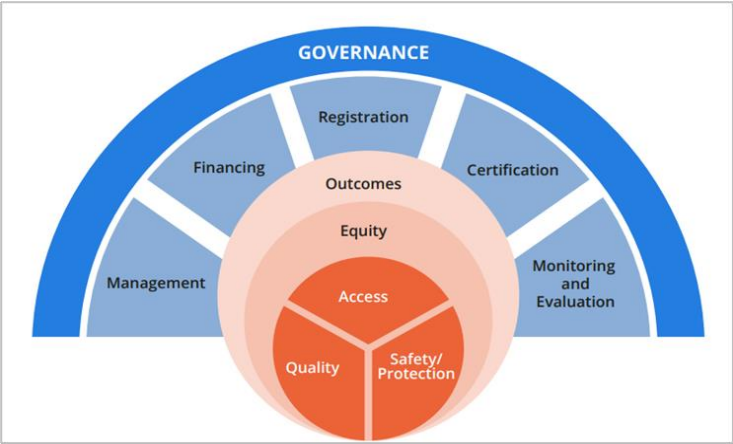 GOVERNANCE
Registration
Financing
Certification
Outcomes
Equity
Management
Monitoring
and
Evaluation
Access
Quality
Safety/
Protection